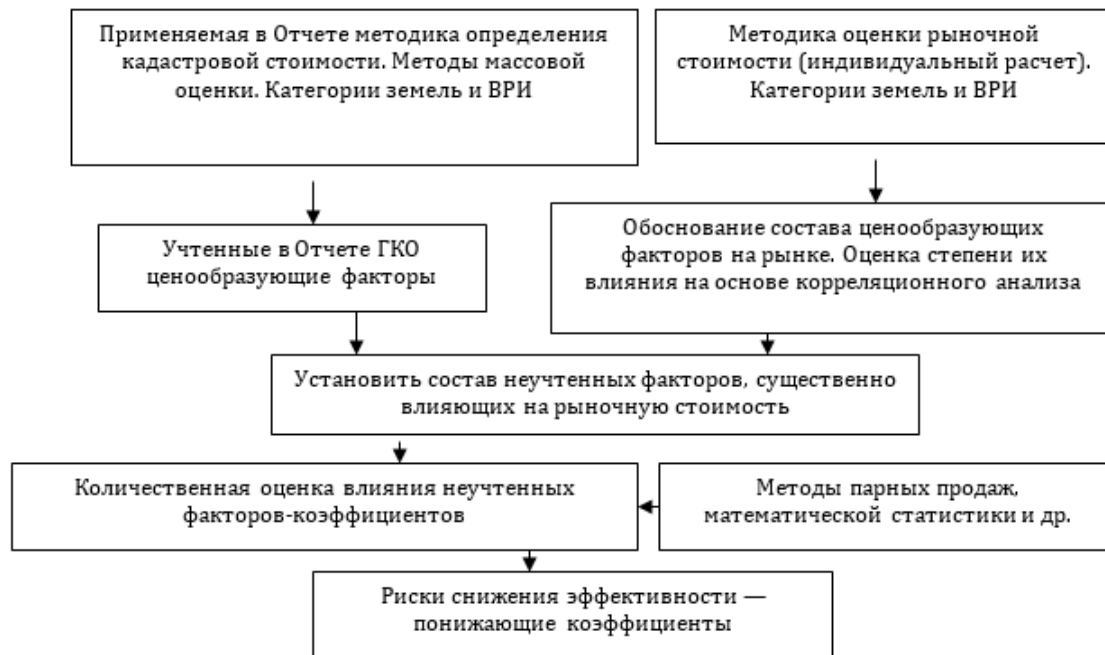 Применяемая в Отчете методика определения
кадастровой стоимости. Методы массовой
оценки. Категории земель и ВРИ
Методика оценки рыночной
стоимости (индивидуальный расчет).
Категории земель и ВРИ
Учтенные в Отчете ГКО
ценообразующие факторы
Обоснование состава ценообразующих
факторов на рынке. Оценка степени их
влияния на основе корреляционного анализа
Установить состав неучтенных факторов, существенно
влияющих на рыночную стоимость
Количественная оценка влияния неучтенных
факторов-коэффициентов
Методы парных продаж,
математической статистики и др.
Риски снижения эффективности —
понижающие коэффициенты